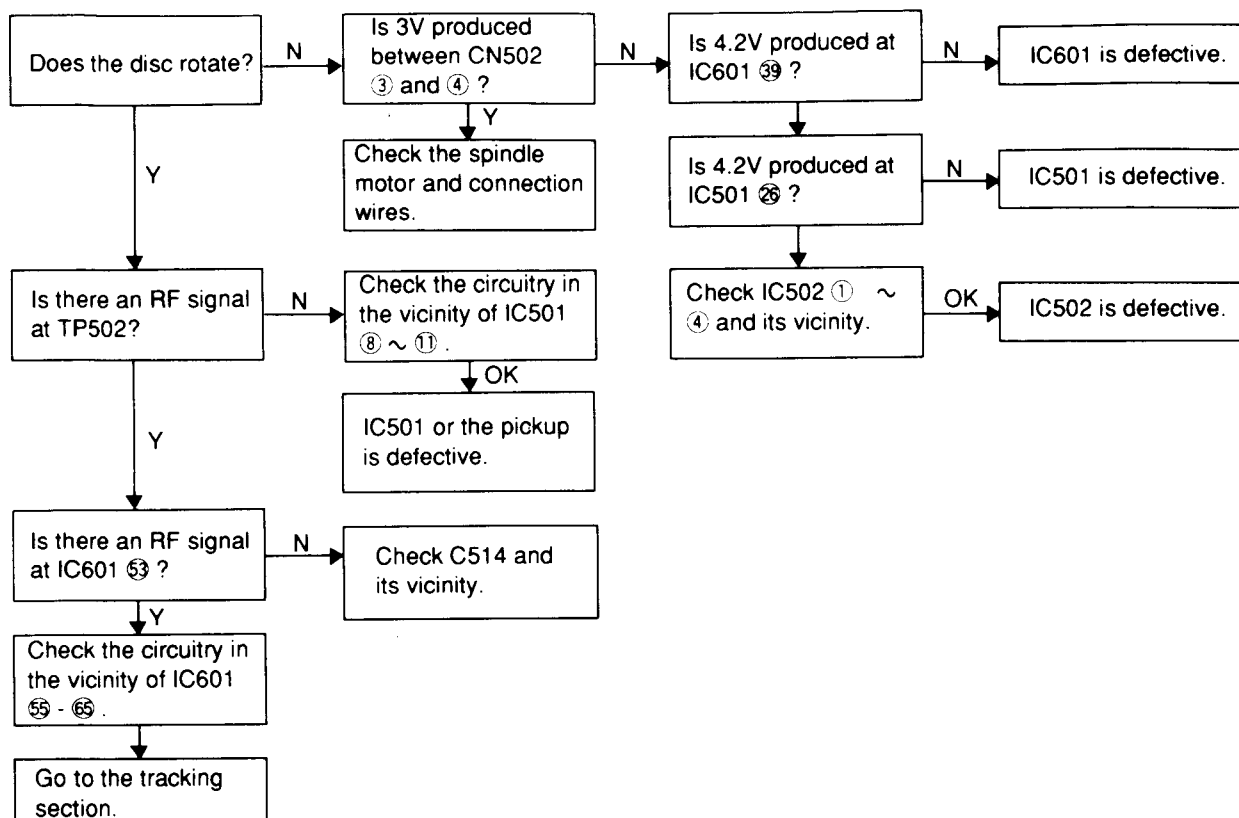 Does the disc rotate?
N
Is 3V produced
between CN502
③ and ④ ?
N
Is 4.2V produced at
IC601 ㊴ ?
N
IC601 is defective.
Y
Y
Check the spindle
motor and connection
wires.
Is 4.2V produced at
IC501 ㉖ ?
N
IC501 is defective.
Is there an RF signal
at TP502?
N
Check the circuitry in
the vicinity of IC501
⑧ ~ ⑪ .
Check IC502 ① ~
④ and its vicinity.
OK
IC502 is defective.
OK
Y
IC501 or the pickup
is defective.
Is there an RF signal
at IC601 53 ?
N
Check C514 and
its vicinity.
Y
Check the circuitry in
the vicinity of IC601
55 - 65 .
Go to the tracking
section.